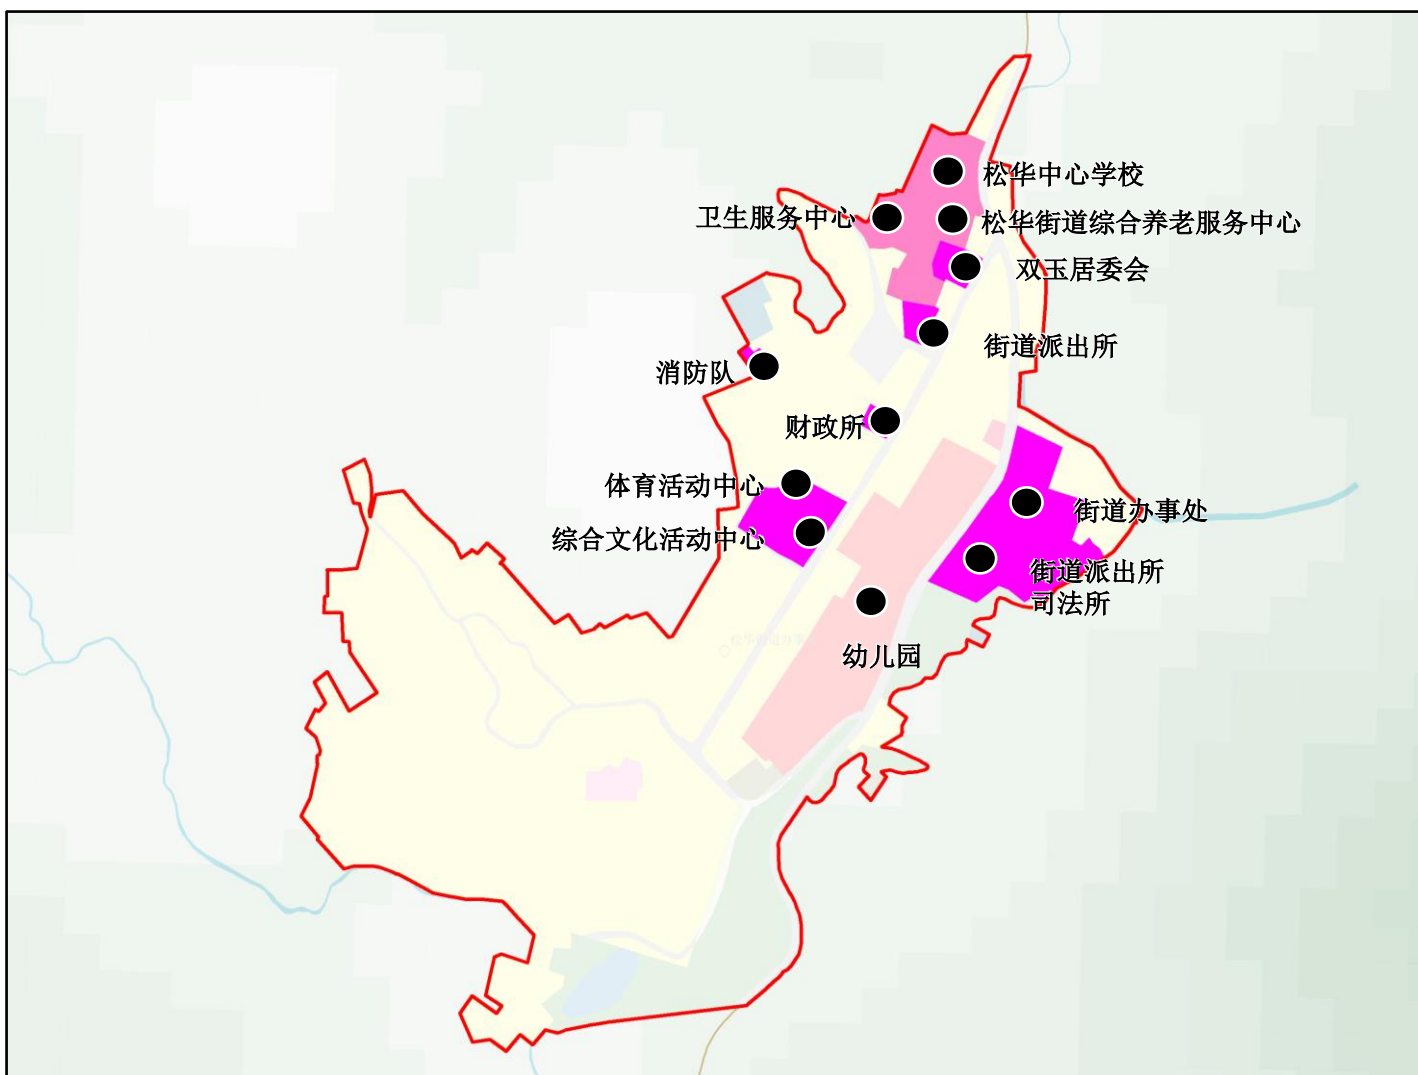 松华中心学校
卫生服务中心
松华街道综合养老服务中心
双玉居委会
街道派出所
消防队
财政所
体育活动中心
街道办事处
综合文化活动中心
街道派出所
司法所
幼儿园